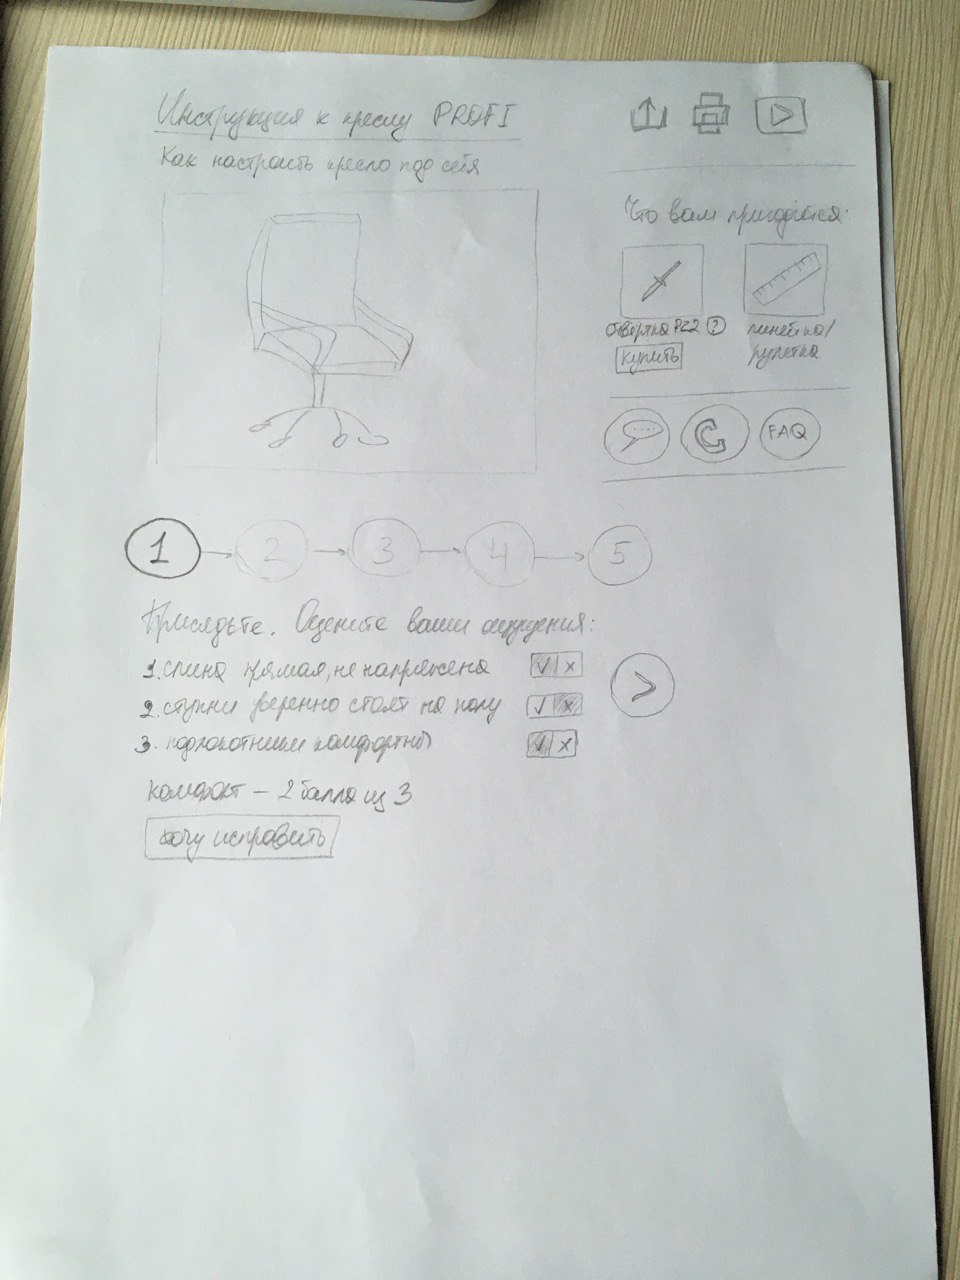 Инструкция к креслу PROFI
Как настроить кресло под себя
Что вам пригодится:
отвертка PZ2 ?
купить
линейка/
рулетка
FAQ
1 2 3 4 5
Присядьте. Оцените ваши ощущения:
1. спина прямая, не напряжена
2. ступни уверенно стоят на полу
3. подлокотники комфортны
комфорт – 2 балла из 3
хочу исправить